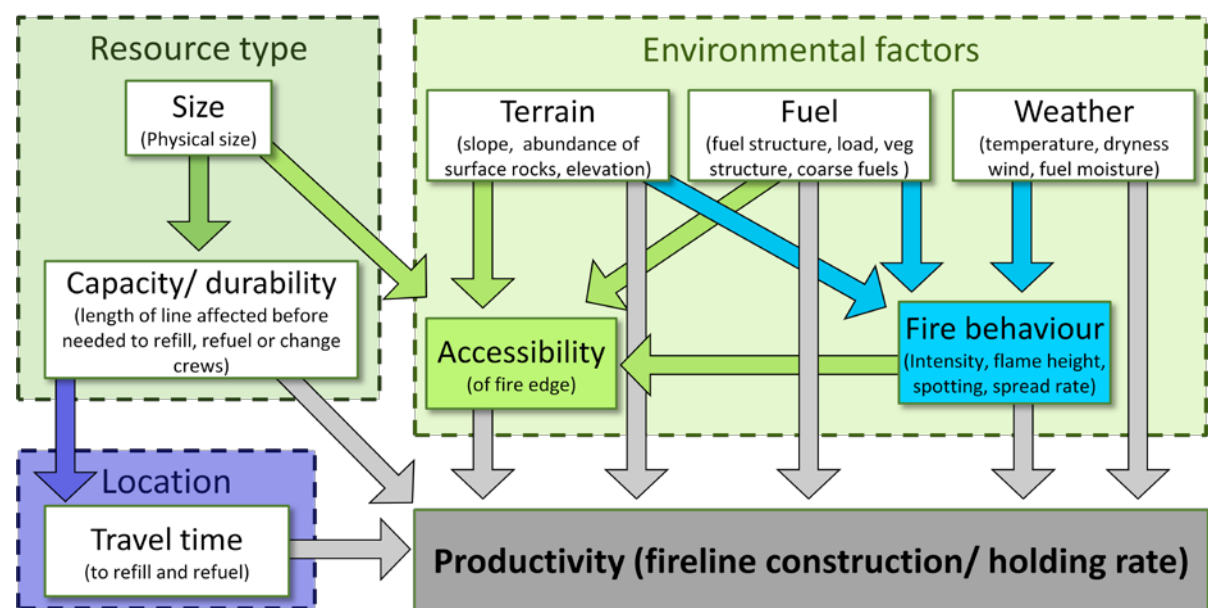 Resource type
Size
(Physical size)
Capacity/ durability
(length of line affected before
needed to refill, refuel or change
crews)
Location
Travel time
(to refill and refuel)
Environmental factors
Terrain
(slope, abundance of
surface rocks, elevation)
Fuel
(fuel structure, load, veg
structure, coarse fuels )
Weather
(temperature, dryness
wind, fuel moisture)
Accessibility
(of fire edge)
Fire behaviour
(Intensity, flame height,
spotting, spread rate)
Productivity (fireline construction/ holding rate)